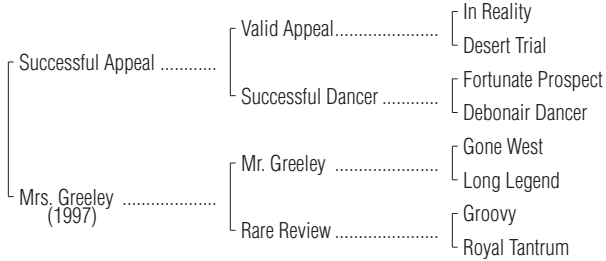 In Reality
Valid Appeal....................
Desert Trial
Successful Appeal ............
Fortunate Prospect
Successful Dancer ...........
Debonair Dancer
Gone West
Mr. Greeley ....................
Long Legend
Mrs. Greeley ....................
(1997)
Groovy
Rare Review ....................
Royal Tantrum